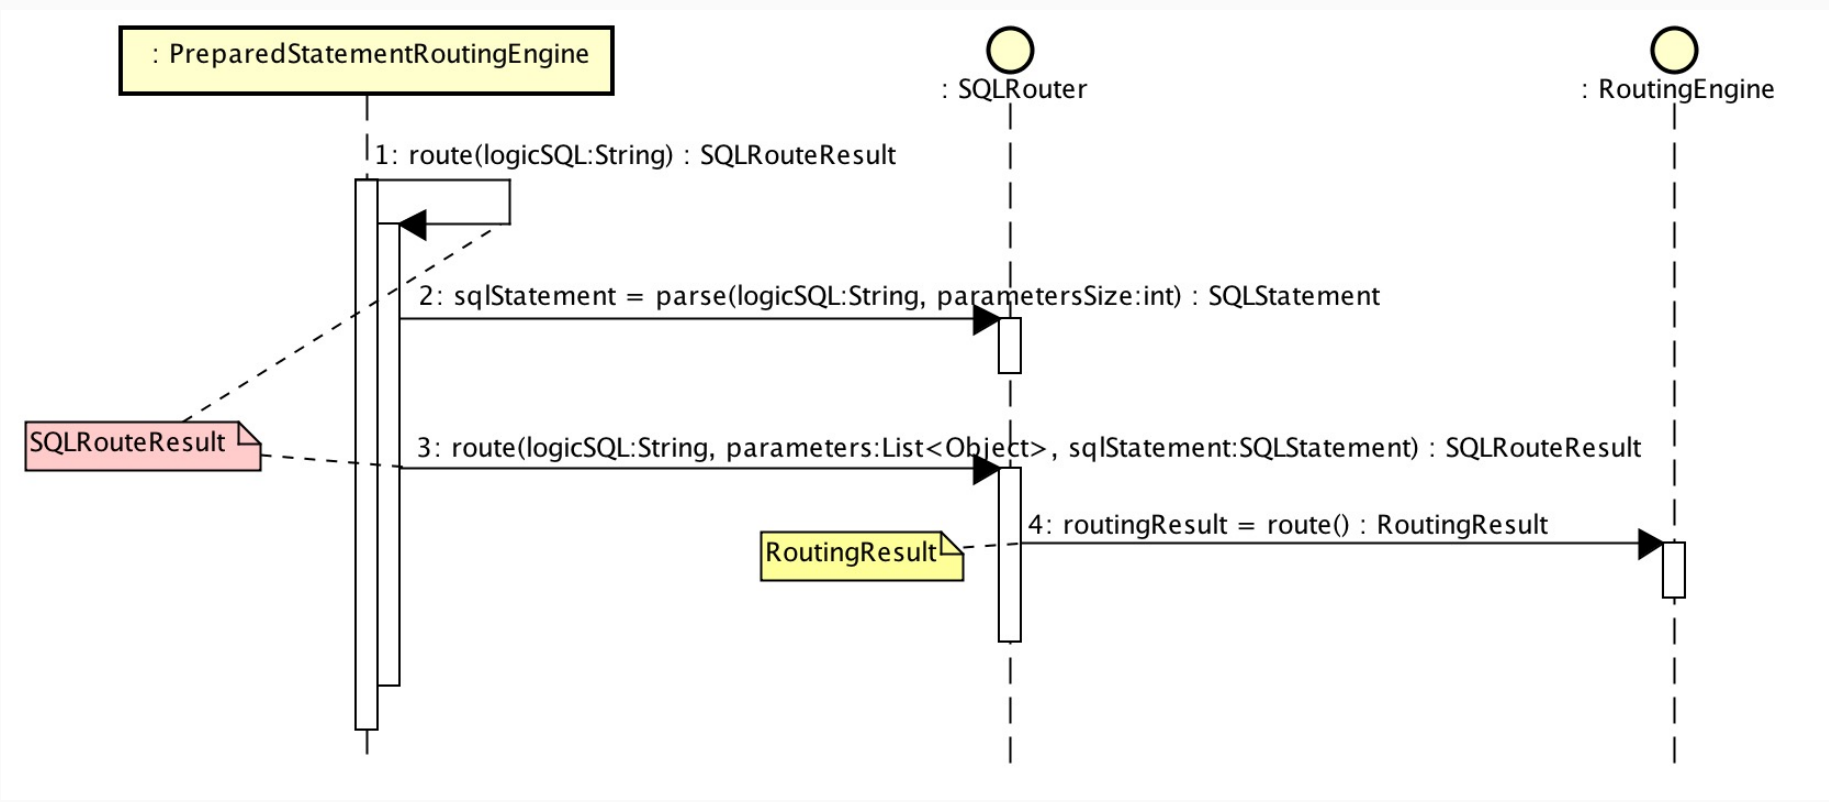 : PreparedStatementRoutingEngine
: SQLRouter
: RoutingEngine
1: route(logicSQL:String) : SQLRouteResult
2: sqlStatement = parse(logicSQL:String, parametersSize:int) : SQLStatement
SQLRouteResult
3: route(logicSQL:String, parameters:List<Object>, sqlStatement:SQLStatement) : SQLRouteResult
4: routingResult = route() : RoutingResult
RoutingResult